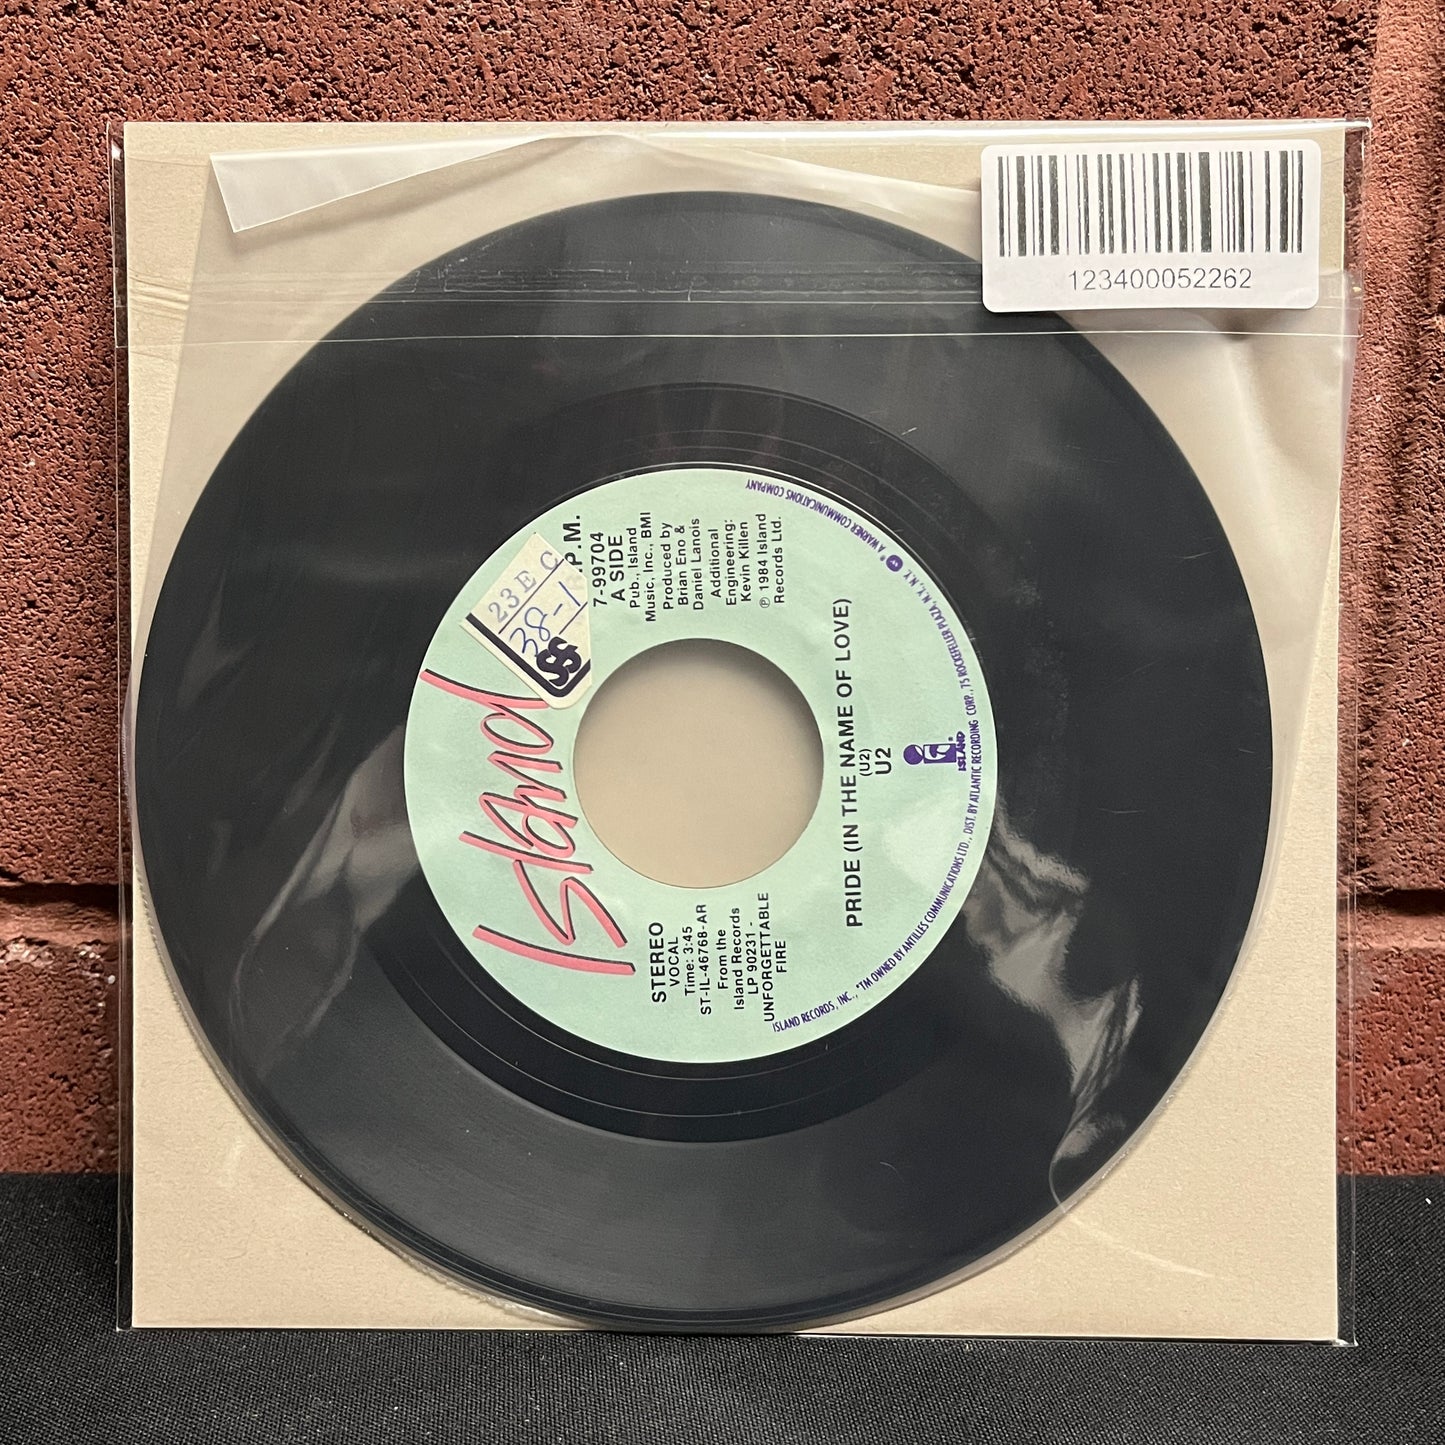 123400052262
Island
23EC
38-1
SS
.P.M.
7-99704
A SIDE
Pub., Island
Music, Inc., BMI
Produced by
Brian Eno &
Daniel Lanois
Additional
Engineering:
Kevin Killen
℗ 1984 Island
Records Ltd.
STEREO
VOCAL
Time: 3:45
ST-IL-46768-AR
From the
Island Records
LP 90231 -
UNFORGETTABLE
FIRE
PRIDE (IN THE NAME OF LOVE)
(U2)
U2
ISLAND®
ISLAND RECORDS, INC., *TM OWNED BY ANTILLES COMMUNICATIONS LTD., DIST. BY ATLANTIC RECORDING CORP., 75 ROCKEFELLER PLAZA, N.Y., N.Y. ® A WARNER COMMUNICATIONS COMPANY